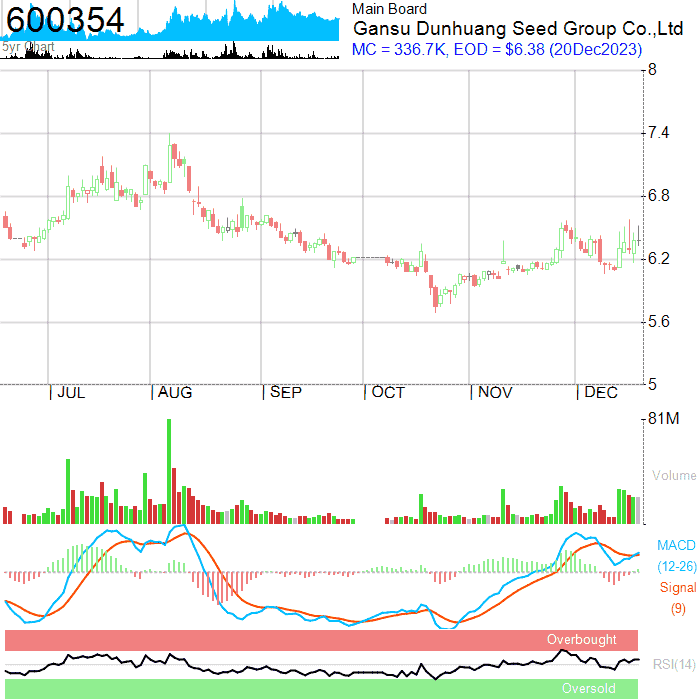 600354
5yr Chart
Main Board
Gansu Dunhuang Seed Group Co.,Ltd
MC = 336.7K, EOD = $6.38 (20Dec2023)
8
7.4
6.8
6.2
5.6
5
JUL AUG SEP OCT NOV DEC
81M
Volume
MACD
(12-26)
Signal
(9)
Overbought
RSI(14)
Oversold